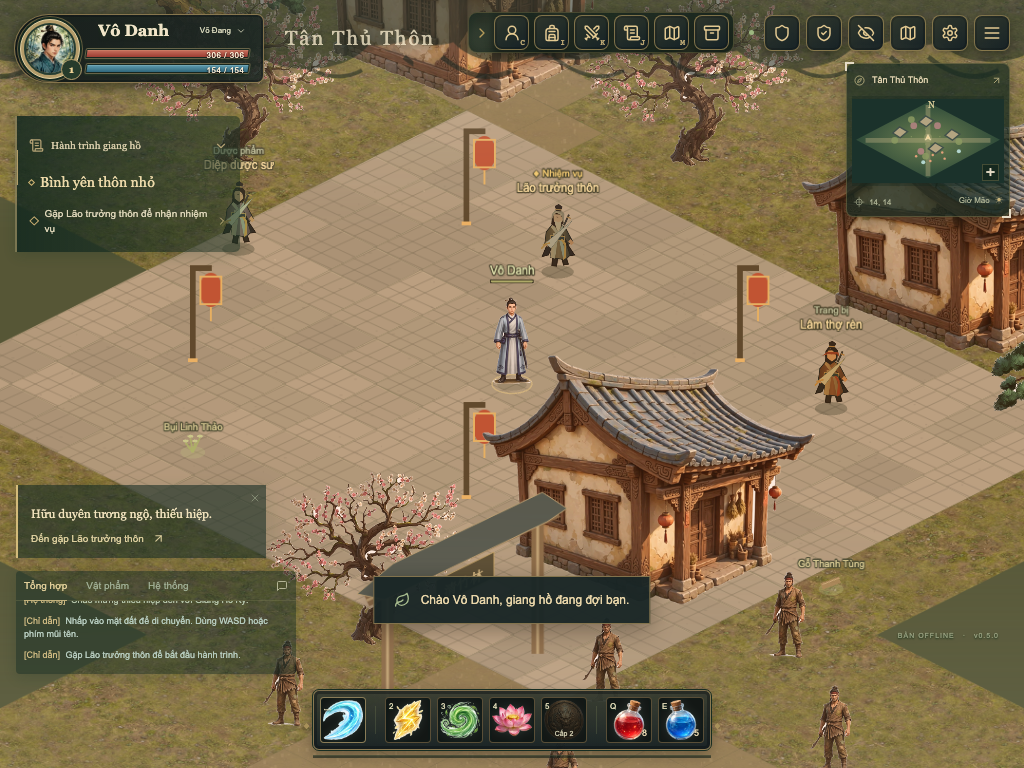 Vô Danh
Vô Đang
306 / 306
154 / 154
1
Tân Thủ Thôn
C
I
K
J
M
Tân Thủ Thôn
N
14, 14
Giờ Mão
Hành trình giang hồ
Bình yên thôn nhỏ
Gặp Lão trưởng thôn để nhận nhiệm
vụ
Dược phẩm
Diệp dược sư
Nhiệm vụ
Lão trưởng thôn
Vô Danh
Trang bị
Lâm thợ rèn
Bụi Linh Thảo
Gỗ Thanh Tùng
Hữu duyên tương ngộ, thiếu hiệp.
Đến gặp Lão trưởng thôn
Tổng hợp
Vật phẩm
Hệ thống
[Chỉ dẫn] Nhấp vào mặt đất để di chuyển. Dùng WASD hoặc
phím mũi tên.
[Chỉ dẫn] Gặp Lão trưởng thôn để bắt đầu hành trình.
Chào Vô Danh, giang hồ đang đợi bạn.
BẢN OFFLINE · v0.5.0
2
3
4
5
Cấp 2
Q
8
E
5